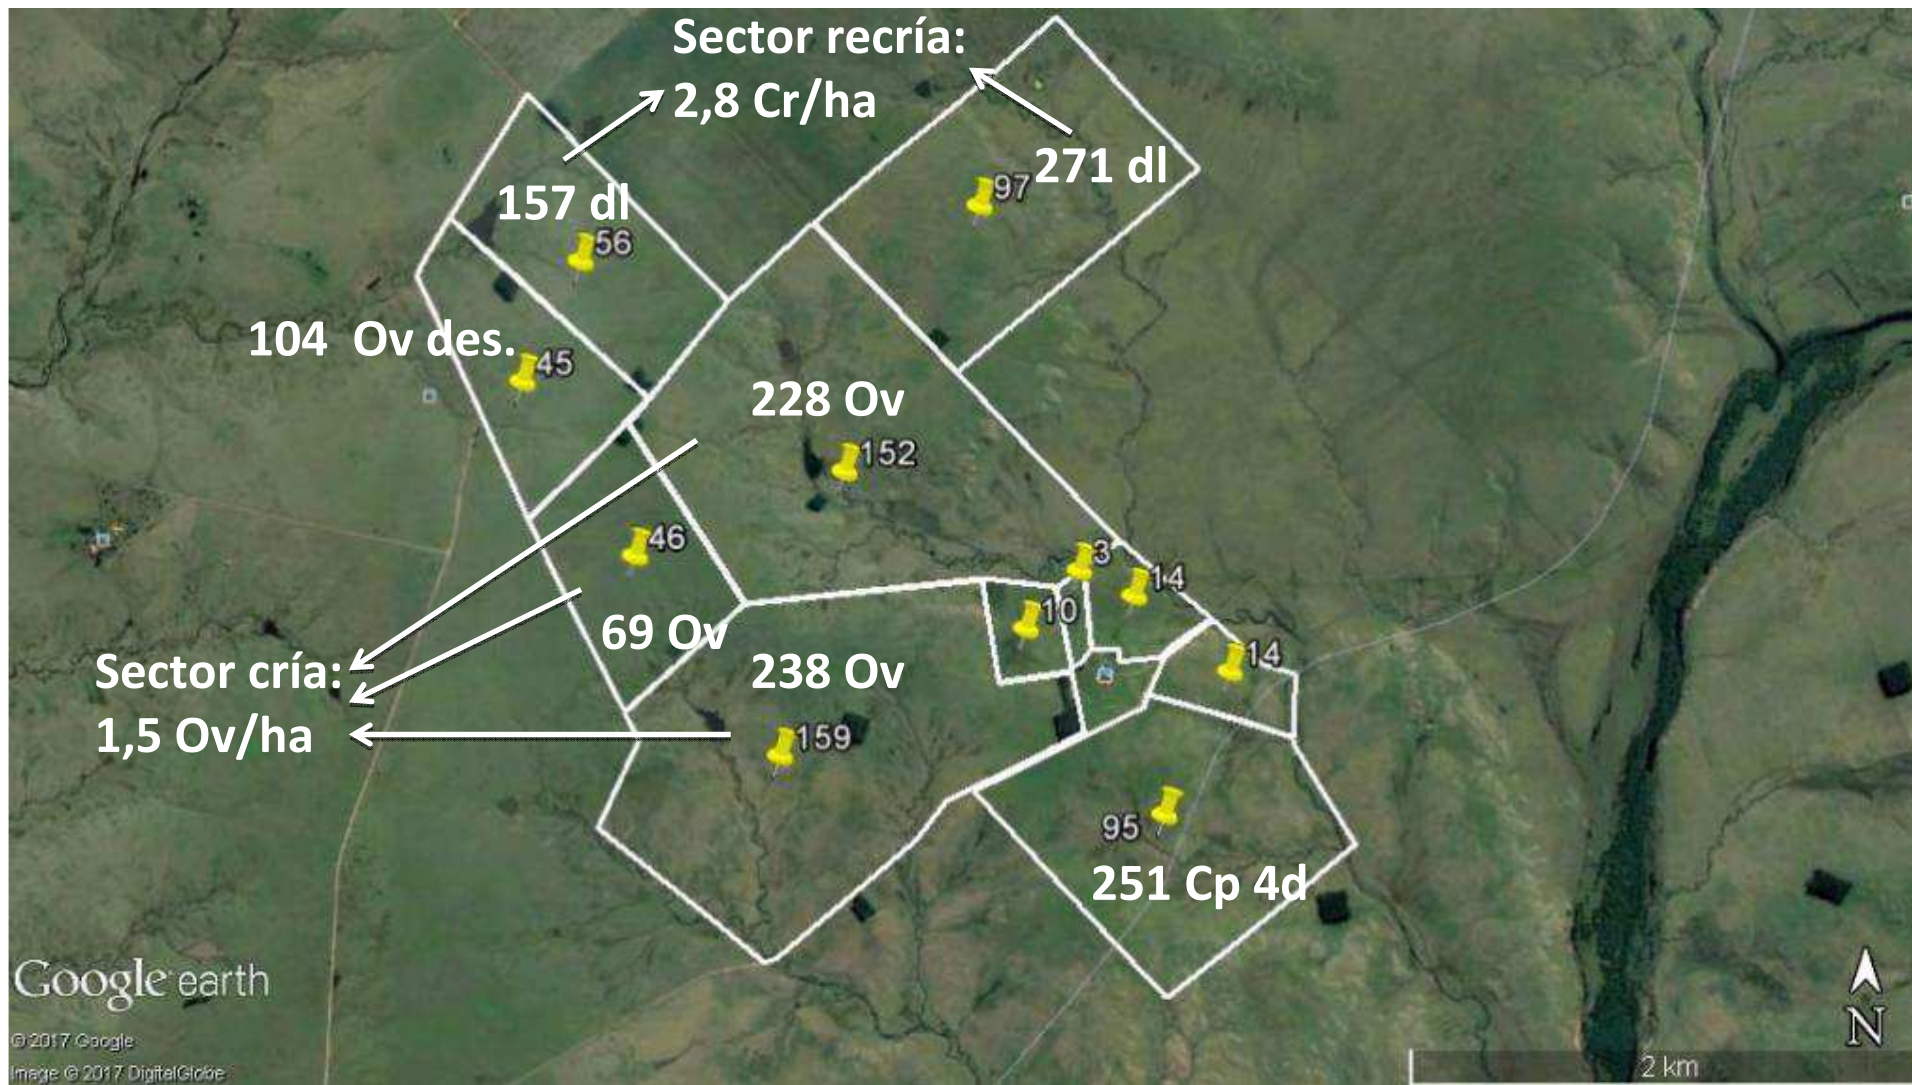 Sector recría:
2,8 Cr/ha
271 dl
97
157 dl
56
104 Ov des.
45
228 Ov
152
46
3
14
10
69 Ov
14
Sector cría:
1,5 Ov/ha
238 Ov
159
95
251 Cp 4d
Google earth
© 2017 Google
Image © 2017 DigitalGlobe
N
2 km